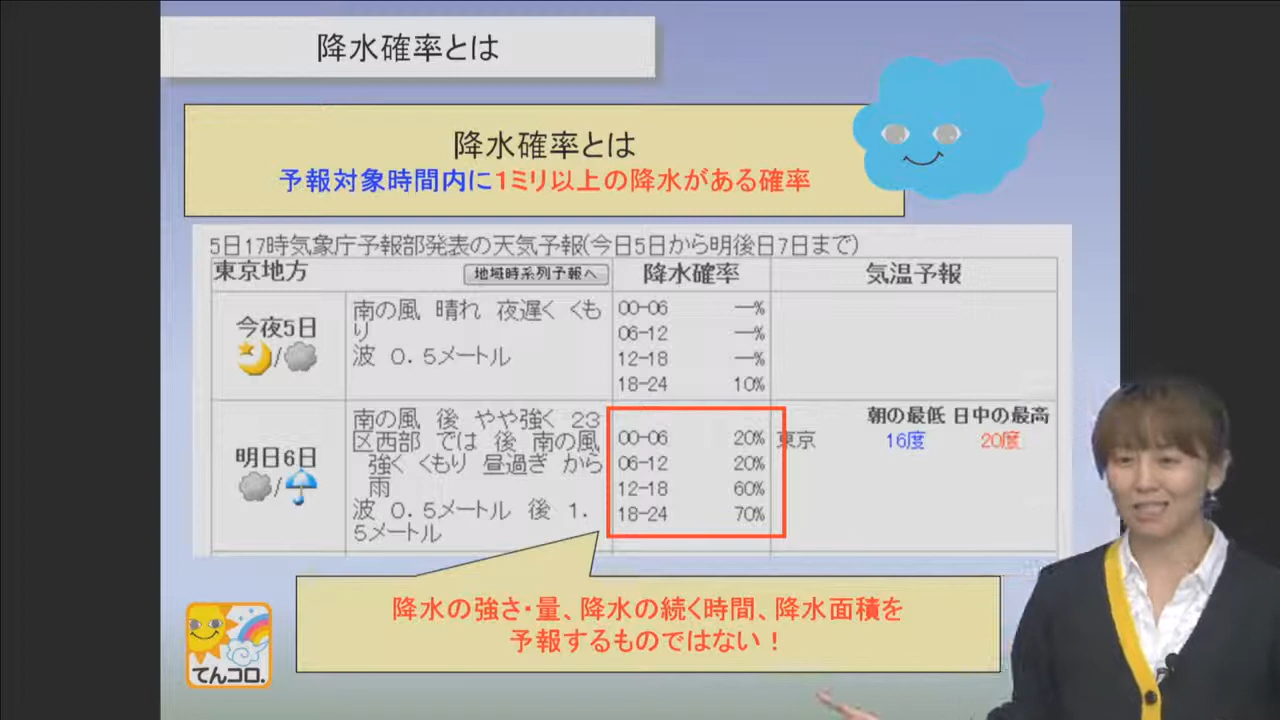 降水確率とは
降水確率とは
予報対象時間内に1ミリ以上の降水がある確率
5日17時気象庁予報部発表の天気予報(今日5日から明後日7日まで)
東京地方 地域時系列予報へ 降水確率 気温予報
今夜5日
南の風 晴れ 夜遅く くも
り
波 0.5メートル
00-06 ―%
06-12 ―%
12-18 ―%
18-24 10%
明日6日
南の風 後 やや強く 23
区西部 では 後 南の風
強く くもり 昼過ぎ から
雨
波 0.5メートル 後 1.
5メートル
00-06 20%
06-12 20%
12-18 60%
18-24 70%
朝の最低 日中の最高
東京 16度 20度
降水の強さ・量、降水の続く時間、降水面積を
予報するものではない！
てんコロ.